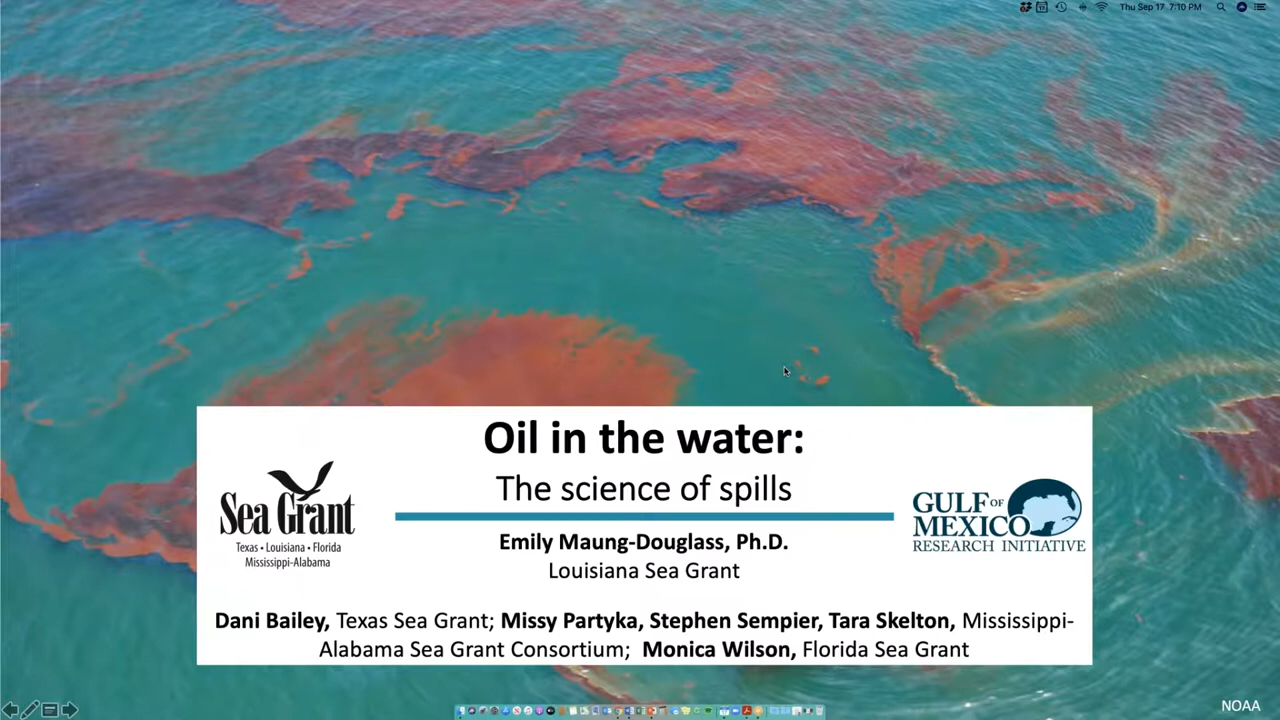 Thu Sep 17 7:10 PM
Oil in the water:
The science of spills
Sea Grant
Texas • Louisiana • Florida
Mississippi-Alabama
GULF OF
MEXICO
RESEARCH INITIATIVE
Emily Maung-Douglass, Ph.D.
Louisiana Sea Grant
Dani Bailey, Texas Sea Grant; Missy Partyka, Stephen Sempier, Tara Skelton, Mississippi-
Alabama Sea Grant Consortium; Monica Wilson, Florida Sea Grant
NOAA